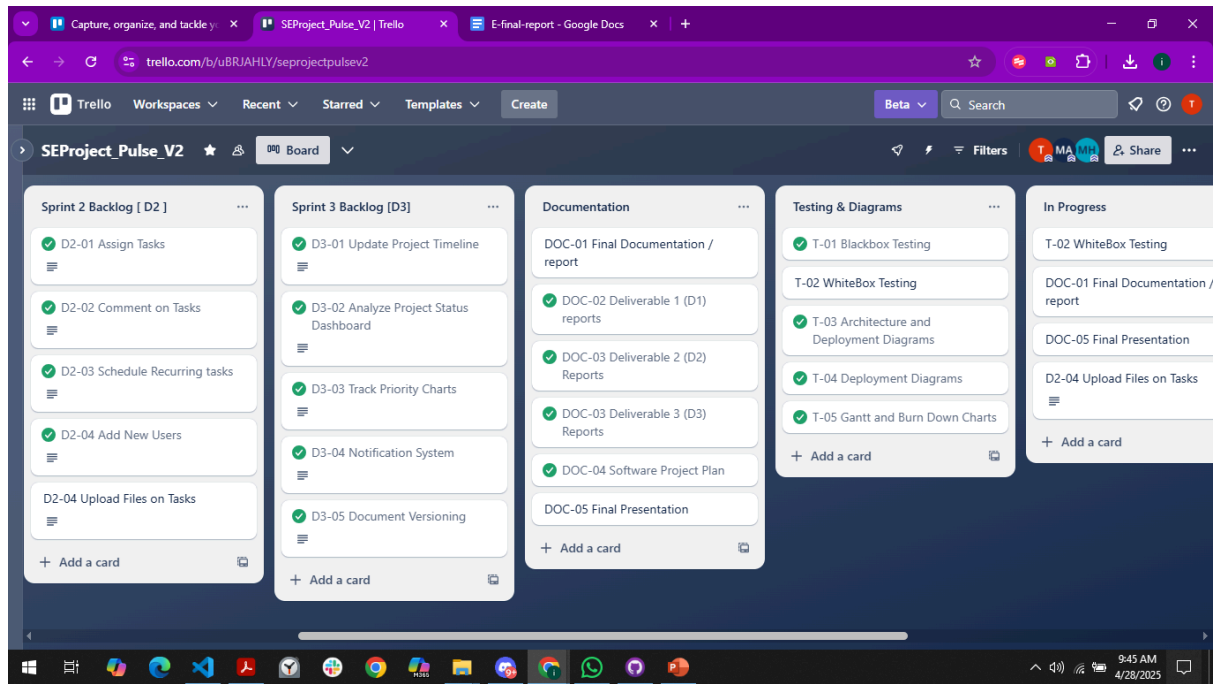 Capture, organize, and tackle yo
SEProject_Pulse_V2 | Trello
E-final-report - Google Docs
trello.com/b/uBRJAHLY/seprojectpulsev2
i
Trello
Workspaces
Recent
Starred
Templates
Create
Beta
Search
T
SEProject_Pulse_V2
Board
Filters
T
MA
MH
Share
Sprint 2 Backlog [ D2 ]
D2-01 Assign Tasks
D2-02 Comment on Tasks
D2-03 Schedule Recurring tasks
D2-04 Add New Users
D2-04 Upload Files on Tasks
+ Add a card
Sprint 3 Backlog [D3]
D3-01 Update Project Timeline
D3-02 Analyze Project Status
Dashboard
D3-03 Track Priority Charts
D3-04 Notification System
D3-05 Document Versioning
+ Add a card
Documentation
DOC-01 Final Documentation /
report
DOC-02 Deliverable 1 (D1)
reports
DOC-03 Deliverable 2 (D2)
Reports
DOC-03 Deliverable 3 (D3)
Reports
DOC-04 Software Project Plan
DOC-05 Final Presentation
+ Add a card
Testing & Diagrams
T-01 Blackbox Testing
T-02 WhiteBox Testing
T-03 Architecture and
Deployment Diagrams
T-04 Deployment Diagrams
T-05 Gantt and Burn Down Charts
+ Add a card
In Progress
T-02 WhiteBox Testing
DOC-01 Final Documentation /
report
DOC-05 Final Presentation
D2-04 Upload Files on Tasks
+ Add a card
M365
9:45 AM
4/28/2025